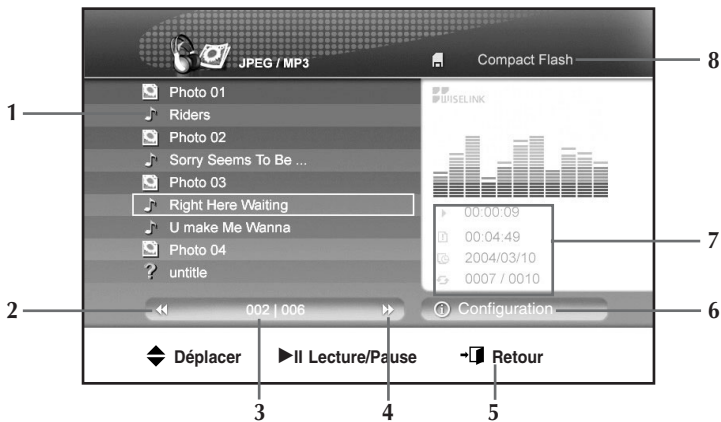 JPEG / MP3
Compact Flash
8
Photo 01
1
Riders
Photo 02
Sorry Seems To Be ...
Photo 03
Right Here Waiting
U make Me Wanna
Photo 04
? untitle
WISELINK
00:00:09
00:04:49
2004/03/10
0007 / 0010
7
2
002 | 006
Configuration
6
Déplacer
Lecture/Pause
Retour
3
4
5